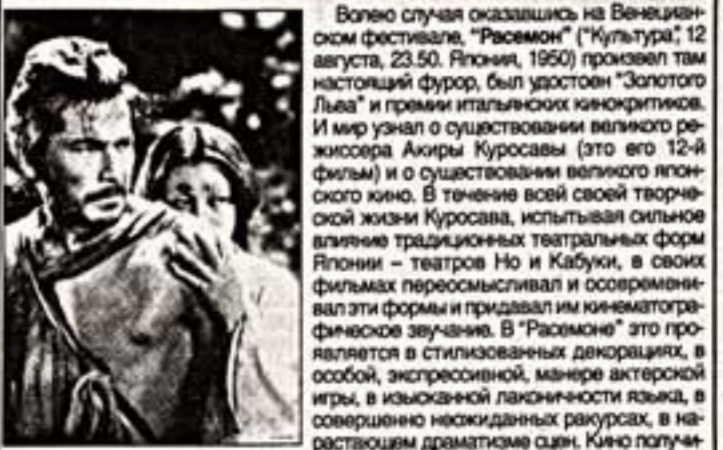 Волею случая оказавшись на Венециан-
ском фестивале, "Расемон" ("Культура", 12
августа, 23.50. Япония, 1950) произвел там
настоящий фурор, был удостоен "Золотого
Льва" и премии итальянских кинокритиков.
И мир узнал о существовании великого ре-
жиссера Акиры Куросавы (это его 12-й
фильм) и о существовании великого япон-
ского кино. В течение всей своей творче-
ской жизни Куросава, испытывая сильное
влияние традиционных театральных форм
Японии – театров Но и Кабуки, в своих
фильмах переосмысливал и осовремени-
вал эти формы и придавал им кинематогра-
фическое звучание. В "Расемоне" это про-
является в стилизованных декорациях, в
особой, экспрессивной, манере актерской
игры, в изысканной лаконичности языка, в
совершенно неожиданных ракурсах, в на-
растающем драматизме сцен. Кино получи-